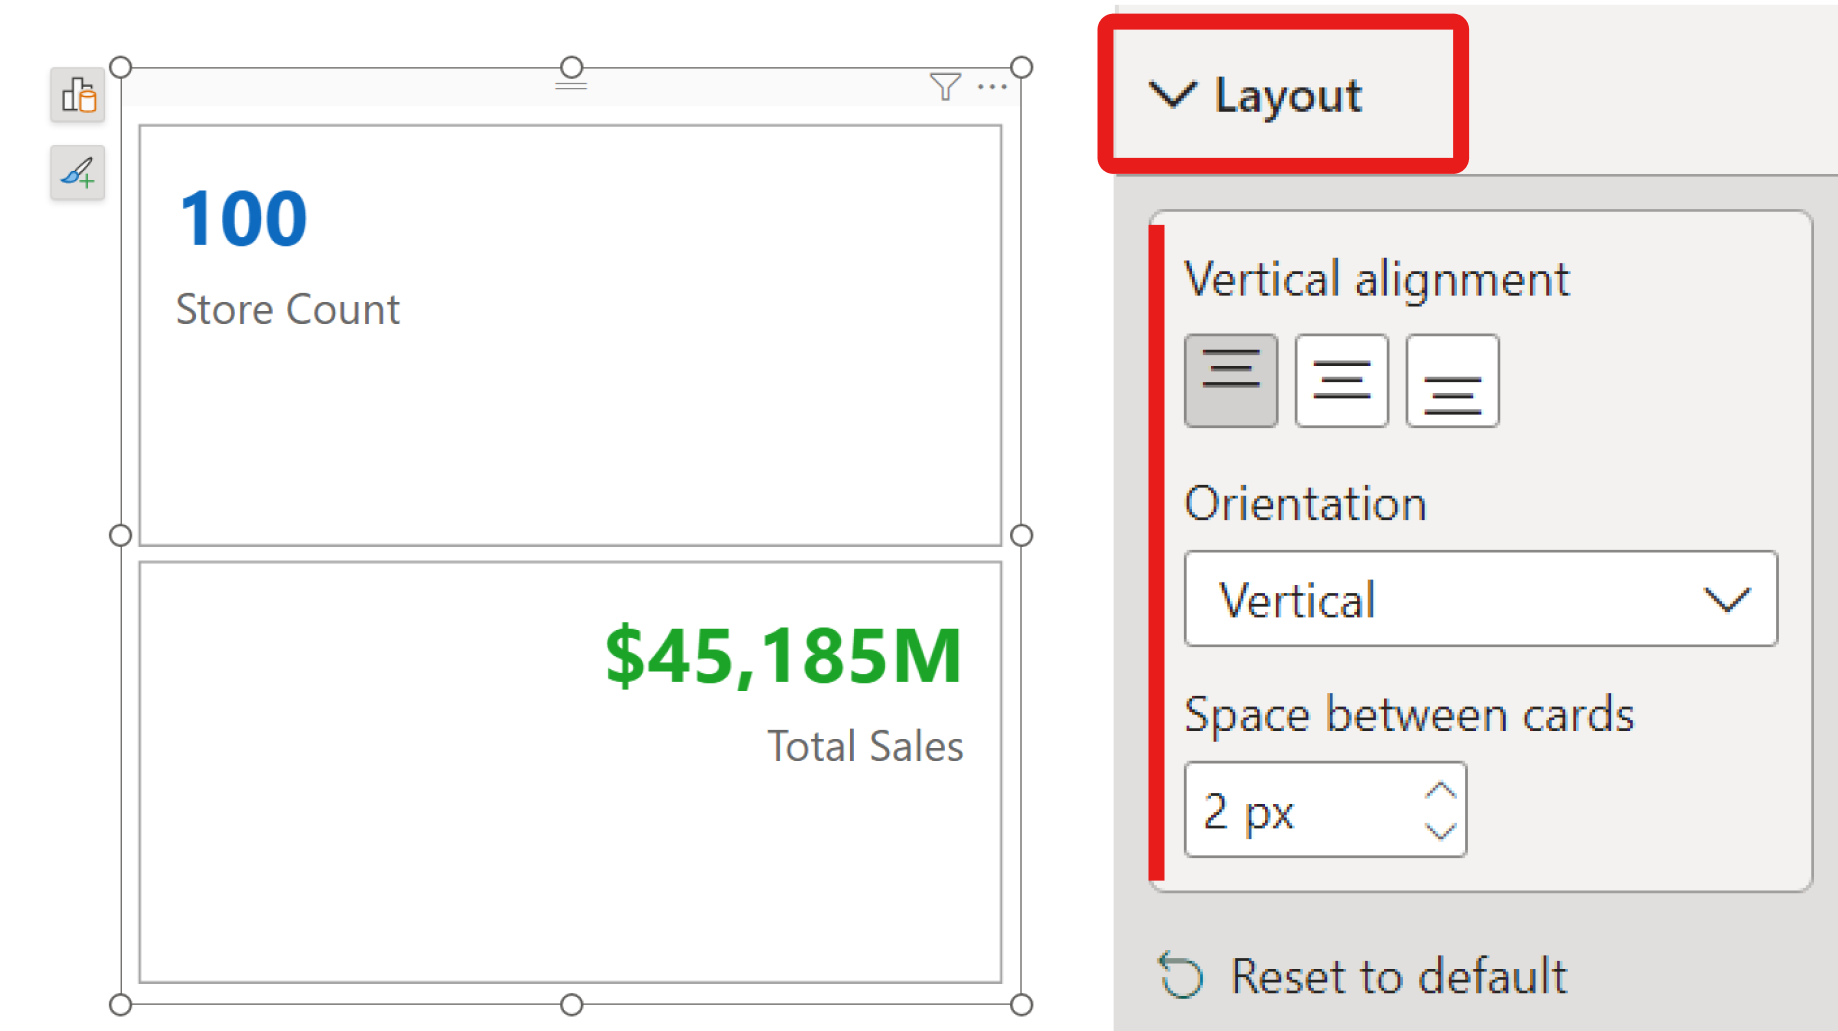 100
Store Count
$45,185M
Total Sales
Layout
Vertical alignment
Orientation
Vertical
Space between cards
2 px
Reset to default